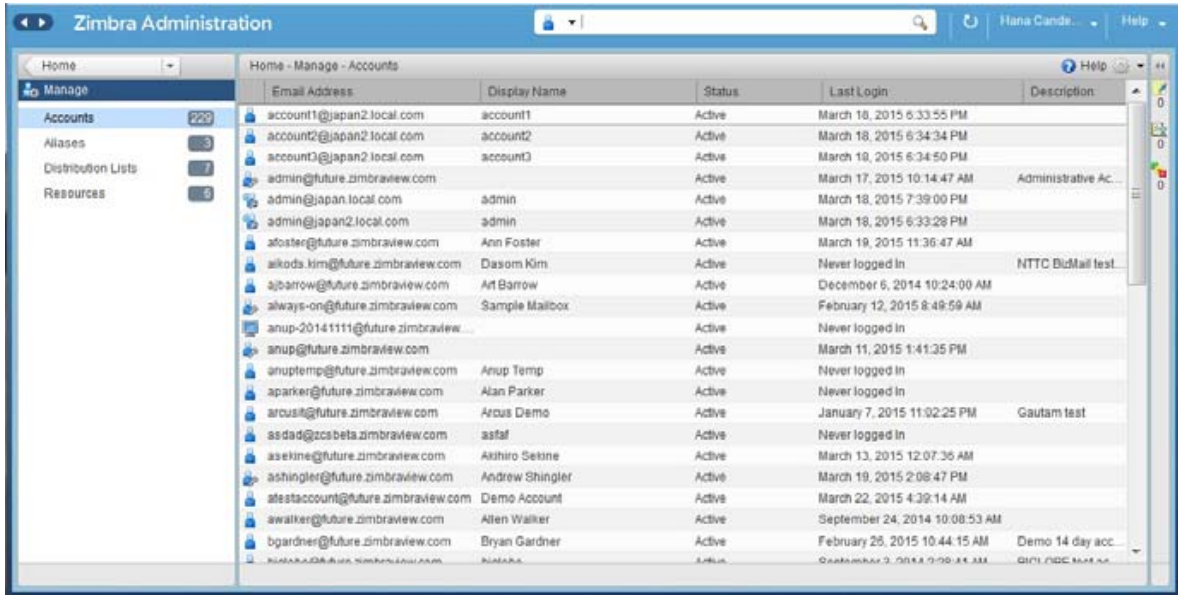 Zimbra Administration
Hana Cande...
Help
Home
Home - Manage - Accounts
Help
Manage
Accounts 229
Aliases 3
Distribution Lists 7
Resources
Email Address Display Name Status Last Login Description
account1@japan2.local.com account1 Active March 18, 2015 6:33:55 PM
account2@japan2.local.com account2 Active March 18, 2015 6:34:34 PM
account3@japan2.local.com account3 Active March 18, 2015 6:34:50 PM
admin@future.zimbraview.com Active March 17, 2015 10:14:47 AM Administrative Ac...
admin@japan.local.com admin Active March 18, 2015 7:39:00 PM
admin@japan2.local.com admin Active March 18, 2015 6:33:28 PM
afoster@future.zimbraview.com Ann Foster Active March 19, 2015 11:36:47 AM
aikods.kim@future.zimbraview.com Dasom Kim Active Never logged In NTTC BizMail test...
ajbarrow@future.zimbraview.com Art Barrow Active December 6, 2014 10:24:00 AM
always-on@future.zimbraview.com Sample Mailbox Active February 12, 2015 8:49:59 AM
anup-20141111@future.zimbraview.... Active Never logged In
anup@future.zimbraview.com Active March 11, 2015 1:41:35 PM
anuptemp@future.zimbraview.com Anup Temp Active Never logged In
aparker@future.zimbraview.com Alan Parker Active Never logged In
arcusit@future.zimbraview.com Arcus Demo Active January 7, 2015 11:02:25 PM Gautam test
asdad@zcsbeta.zimbraview.com asfaf Active Never logged In
asekine@future.zimbraview.com Akihiro Sekine Active March 13, 2015 12:07:36 AM
ashingler@future.zimbraview.com Andrew Shingler Active March 19, 2015 2:08:47 PM
atestaccount@future.zimbraview.com Demo Account Active March 22, 2015 4:39:14 AM
awalker@future.zimbraview.com Allen Walker Active September 24, 2014 10:08:53 AM
bgardner@future.zimbraview.com Bryan Gardner Active February 26, 2015 10:44:15 AM Demo 14 day acc...
0
0
0